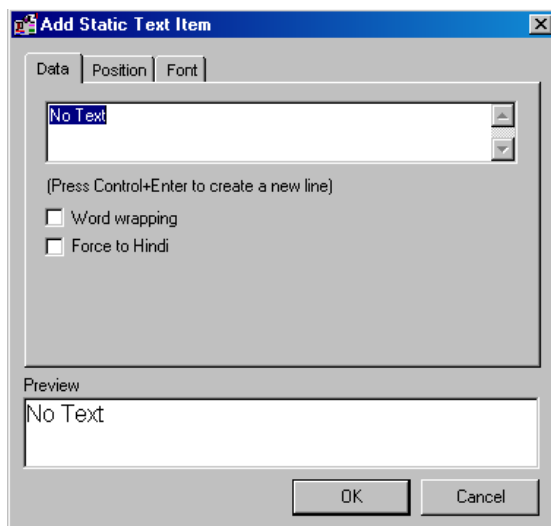 Add Static Text Item
Data Position Font
No Text
(Press Control+Enter to create a new line)
Word wrapping
Force to Hindi
Preview
No Text
OK Cancel